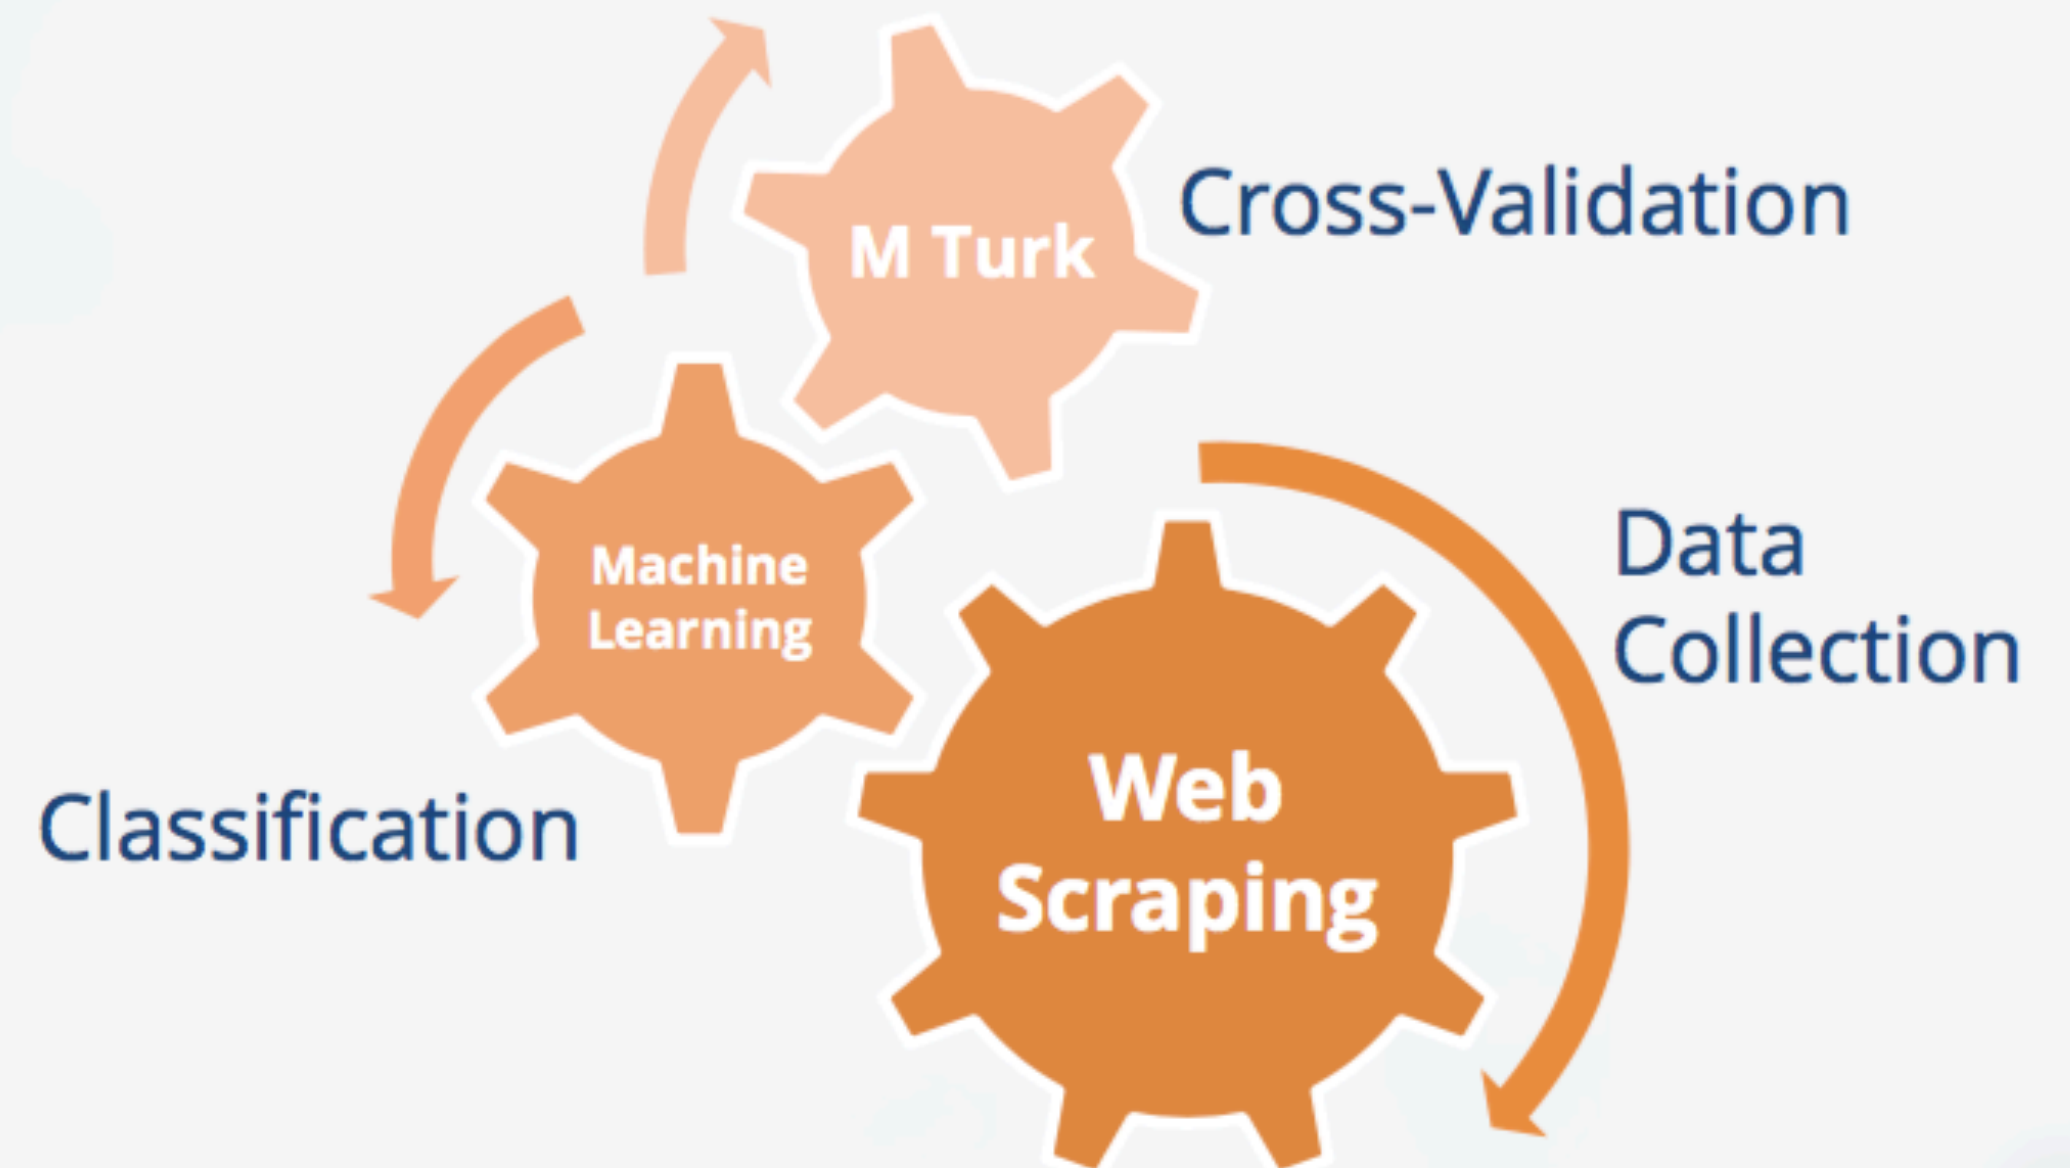 M Turk
Cross-Validation
Machine
Learning
Classification
Data
Collection
Web
Scraping